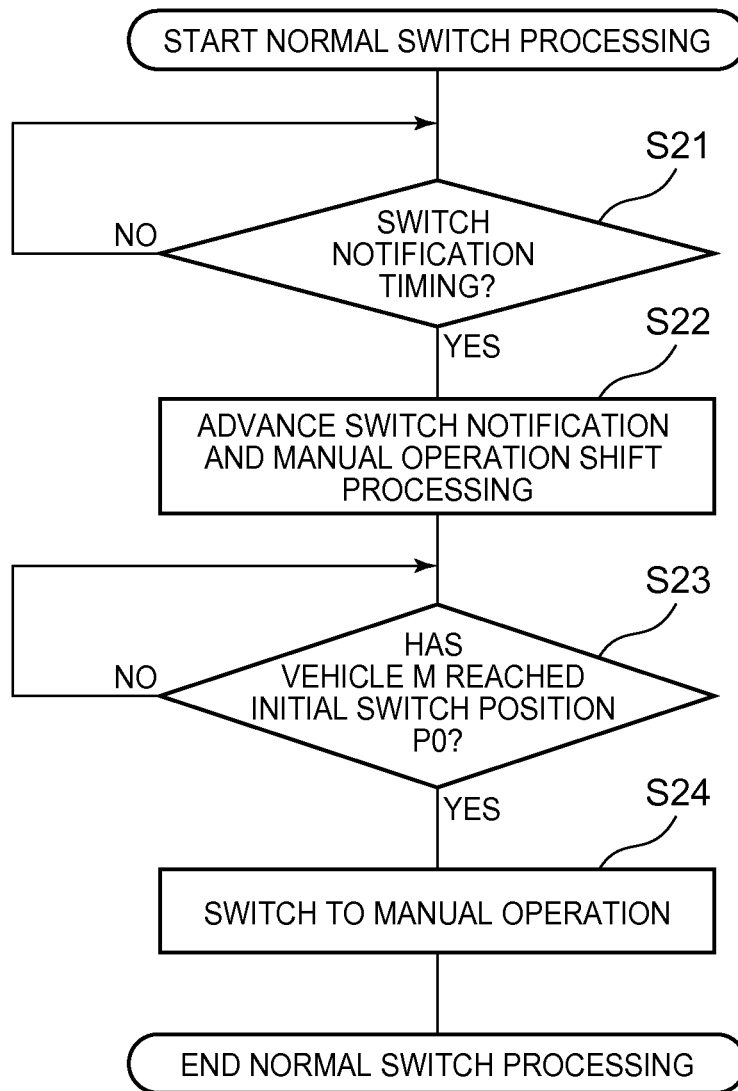 START NORMAL SWITCH PROCESSING
S21
SWITCH
NOTIFICATION
TIMING?
NO
YES
S22
ADVANCE SWITCH NOTIFICATION
AND MANUAL OPERATION SHIFT
PROCESSING
S23
HAS
VEHICLE M REACHED
INITIAL SWITCH POSITION
P0?
NO
YES
S24
SWITCH TO MANUAL OPERATION
END NORMAL SWITCH PROCESSING